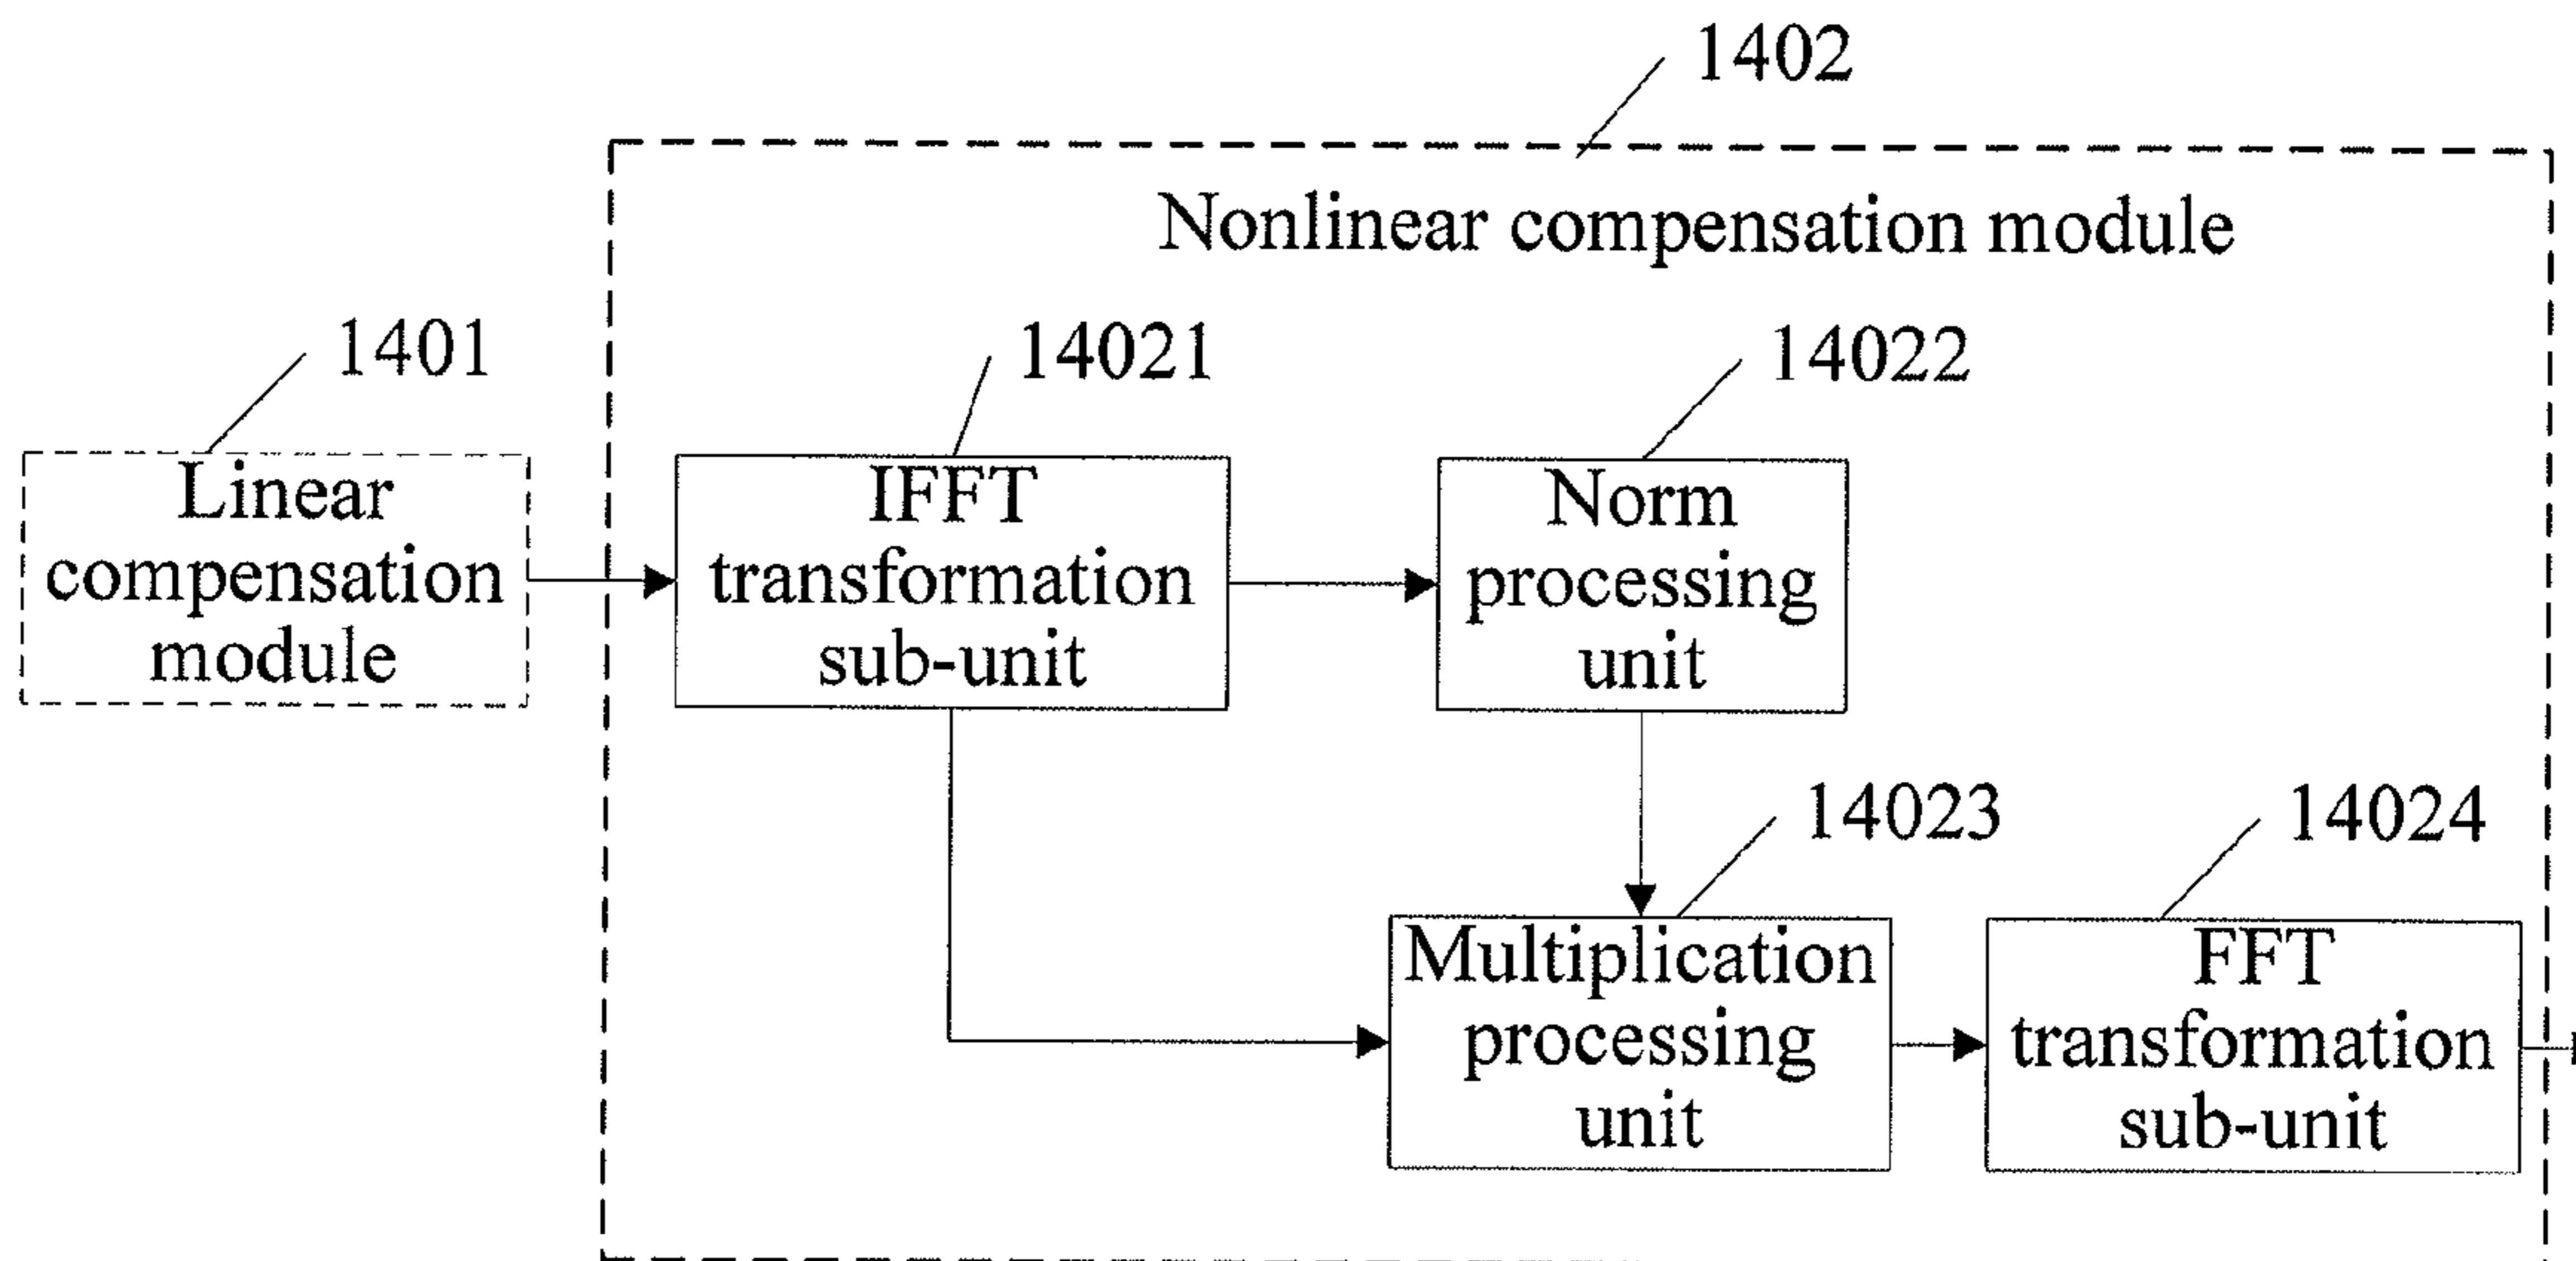 1402
Nonlinear compensation module
1401
14021
14022
Linear
compensation
module
IFFT
transformation
sub-unit
Norm
processing
unit
14023
14024
Multiplication
processing
unit
FFT
transformation
sub-unit